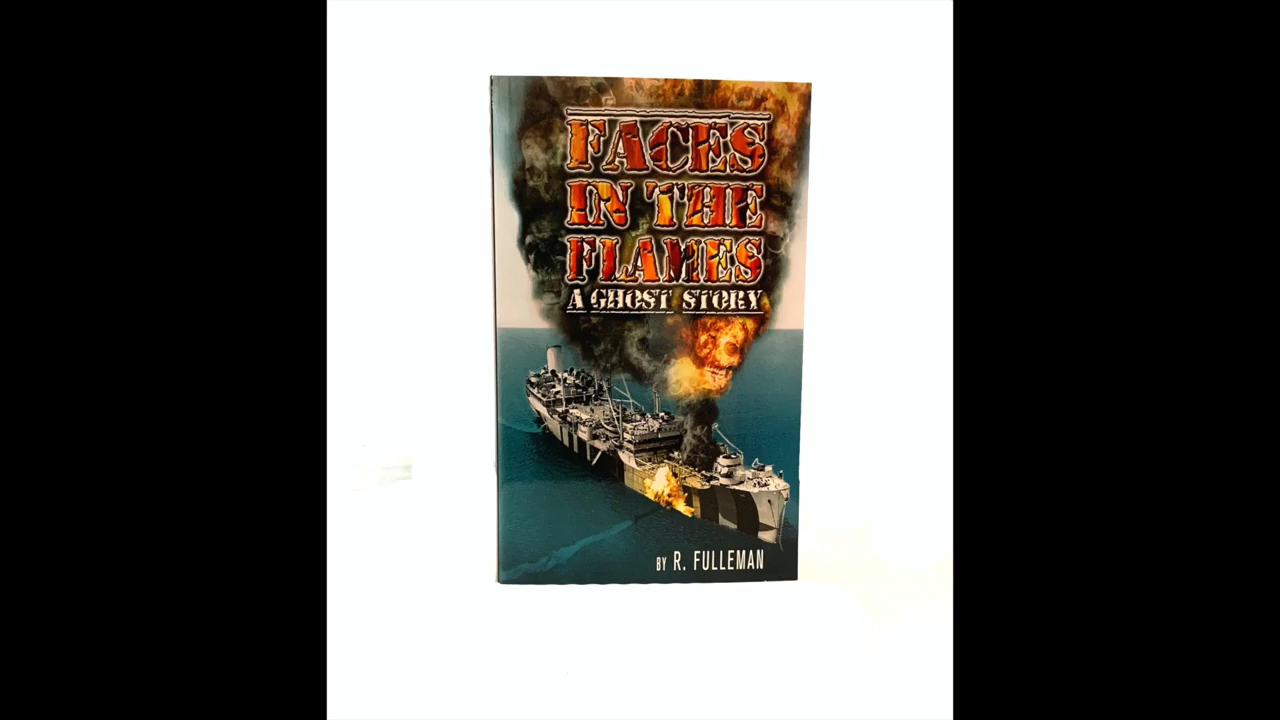 FACES
IN THE
FLAMES
A GHOST STORY
BY R. FULLEMAN